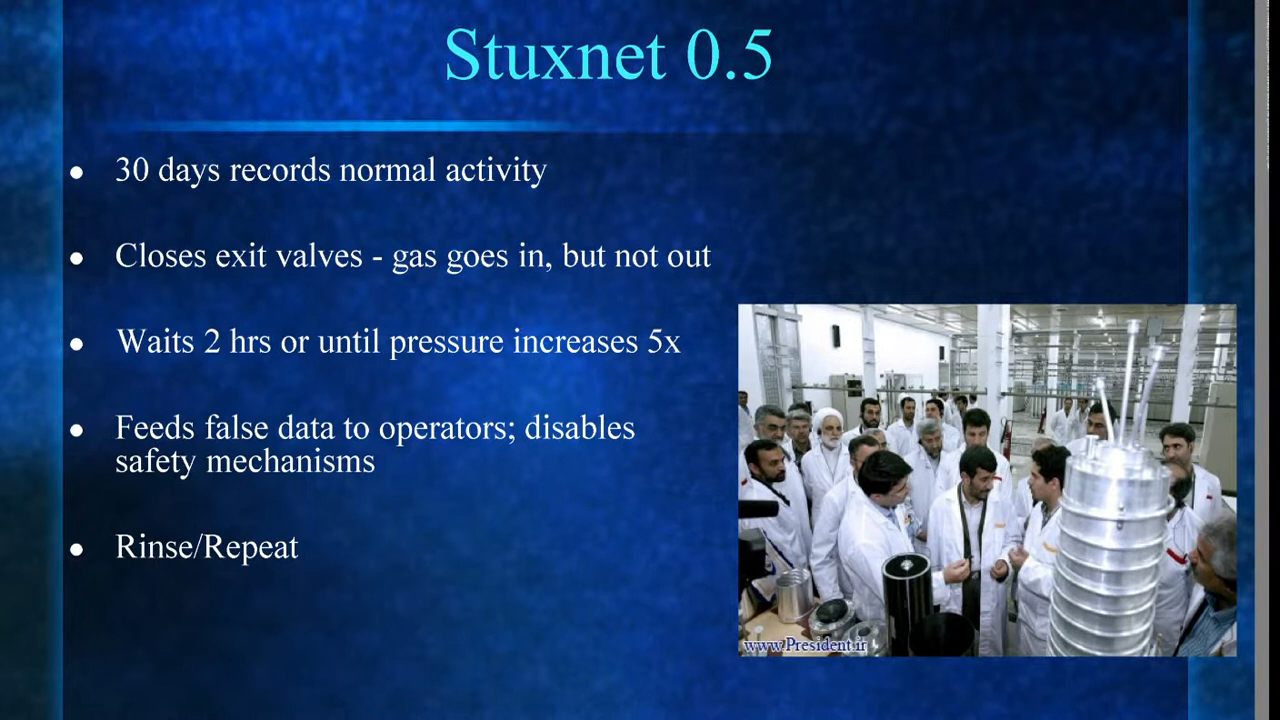 Stuxnet 0.5
• 30 days records normal activity
• Closes exit valves - gas goes in, but not out
• Waits 2 hrs or until pressure increases 5x
• Feeds false data to operators; disables
safety mechanisms
• Rinse/Repeat
www.President.ir